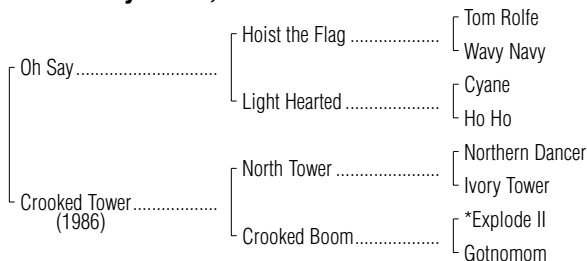 Tom Rolfe
Hoist the Flag
Wavy Navy
Oh Say
Cyane
Light Hearted
Ho Ho
Northern Dancer
North Tower
Ivory Tower
Crooked Tower
(1986)
*Explode II
Crooked Boom
Gotnomom